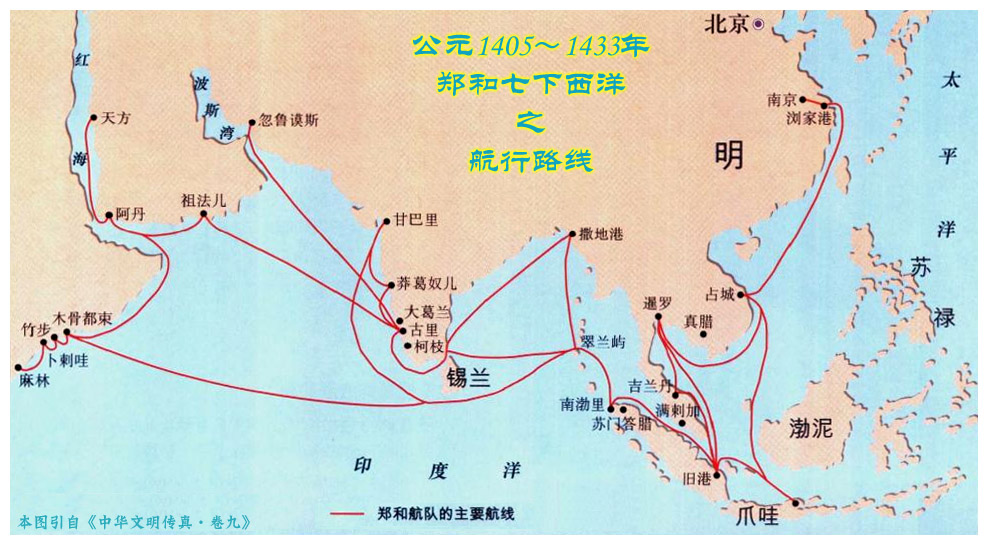 公元1405～1433年
郑和七下西洋
之
航行路线
北京
红
海
波
斯
湾
太
平
洋
天方
忽鲁谟斯
南京
浏家港
明
阿丹
祖法儿
甘巴里
撒地港
莽葛奴儿
占城
苏
禄
暹罗
真腊
大葛兰
古里
柯枝
木骨都束
竹步
卜剌哇
麻林
翠兰屿
锡兰
吉兰丹
南渤里
苏门答腊
满剌加
渤泥
旧港
爪哇
印
度
洋
郑和航队的主要航线
本图引自《中华文明传真·卷九》